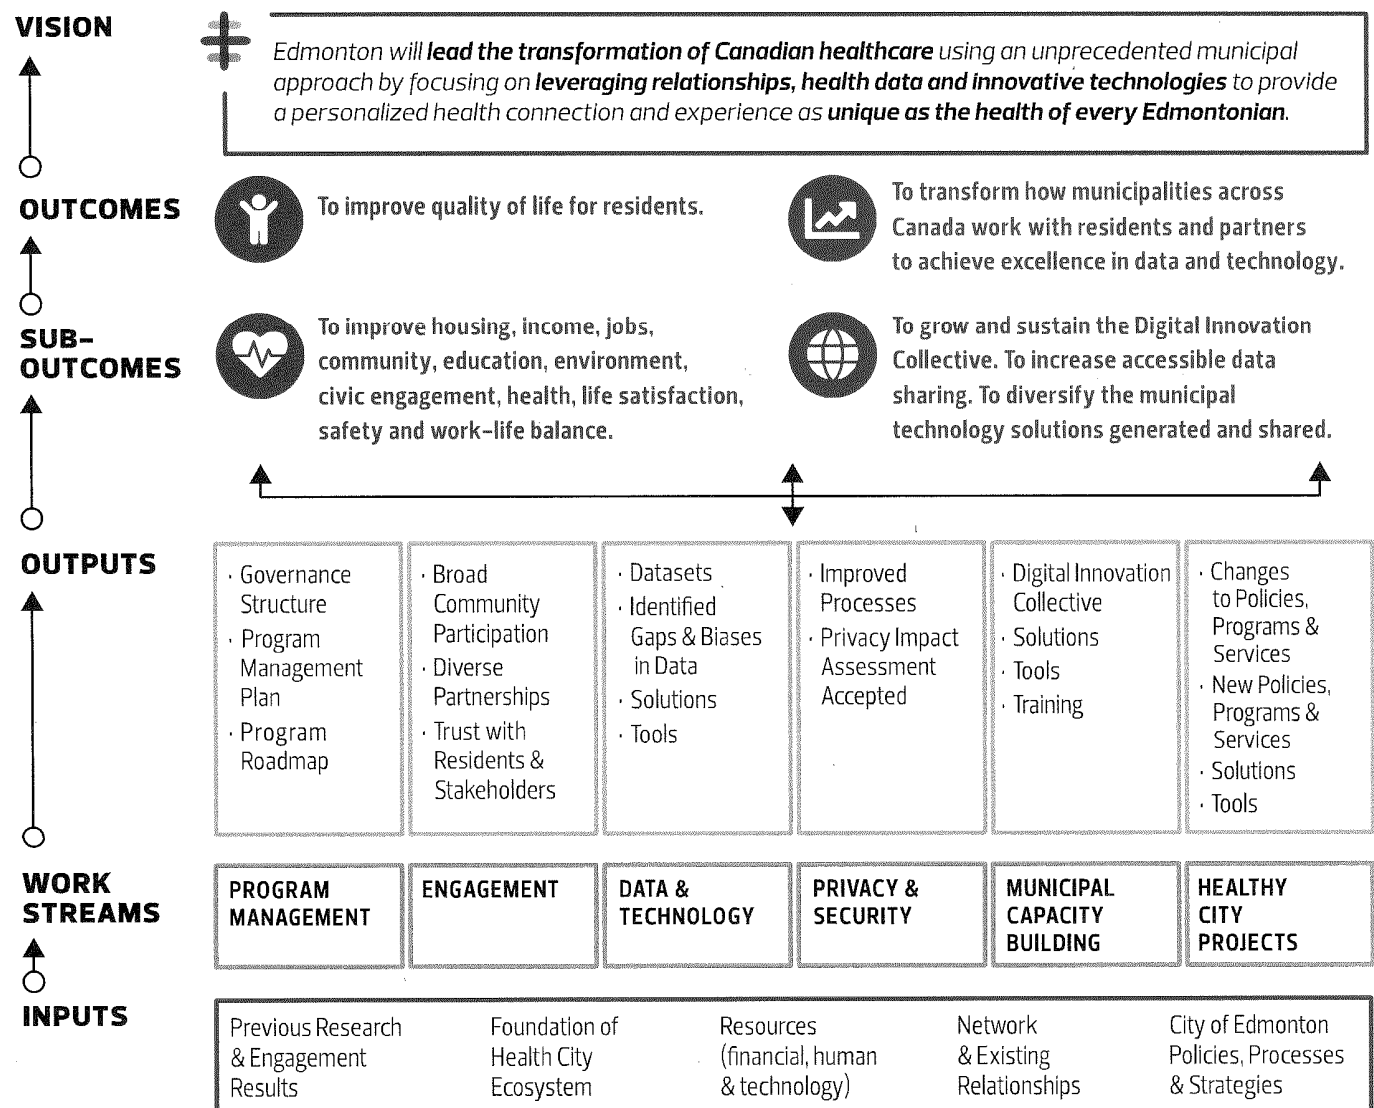 VISION
Edmonton will lead the transformation of Canadian healthcare using an unprecedented municipal
approach by focusing on leveraging relationships, health data and innovative technologies to provide
a personalized health connection and experience as unique as the health of every Edmontonian.
OUTCOMES
To improve quality of life for residents.
To transform how municipalities across
Canada work with residents and partners
to achieve excellence in data and technology.
SUB-
OUTCOMES
To improve housing, income, jobs,
community, education, environment,
civic engagement, health, life satisfaction,
safety and work-life balance.
To grow and sustain the Digital Innovation
Collective. To increase accessible data
sharing. To diversify the municipal
technology solutions generated and shared.
OUTPUTS
· Governance
Structure
· Program
Management
Plan
· Program
Roadmap
· Broad
Community
Participation
· Diverse
Partnerships
· Trust with
Residents &
Stakeholders
· Datasets
· Identified
Gaps & Biases
in Data
· Solutions
· Tools
· Improved
Processes
· Privacy Impact
Assessment
Accepted
· Digital Innovation
Collective
· Solutions
· Tools
· Training
· Changes
to Policies,
Programs &
Services
· New Policies,
Programs &
Services
· Solutions
· Tools
WORK
STREAMS
PROGRAM
MANAGEMENT
ENGAGEMENT
DATA &
TECHNOLOGY
PRIVACY &
SECURITY
MUNICIPAL
CAPACITY
BUILDING
HEALTHY
CITY
PROJECTS
INPUTS
Previous Research
& Engagement
Results
Foundation of
Health City
Ecosystem
Resources
(financial, human
& technology)
Network
& Existing
Relationships
City of Edmonton
Policies, Processes
& Strategies